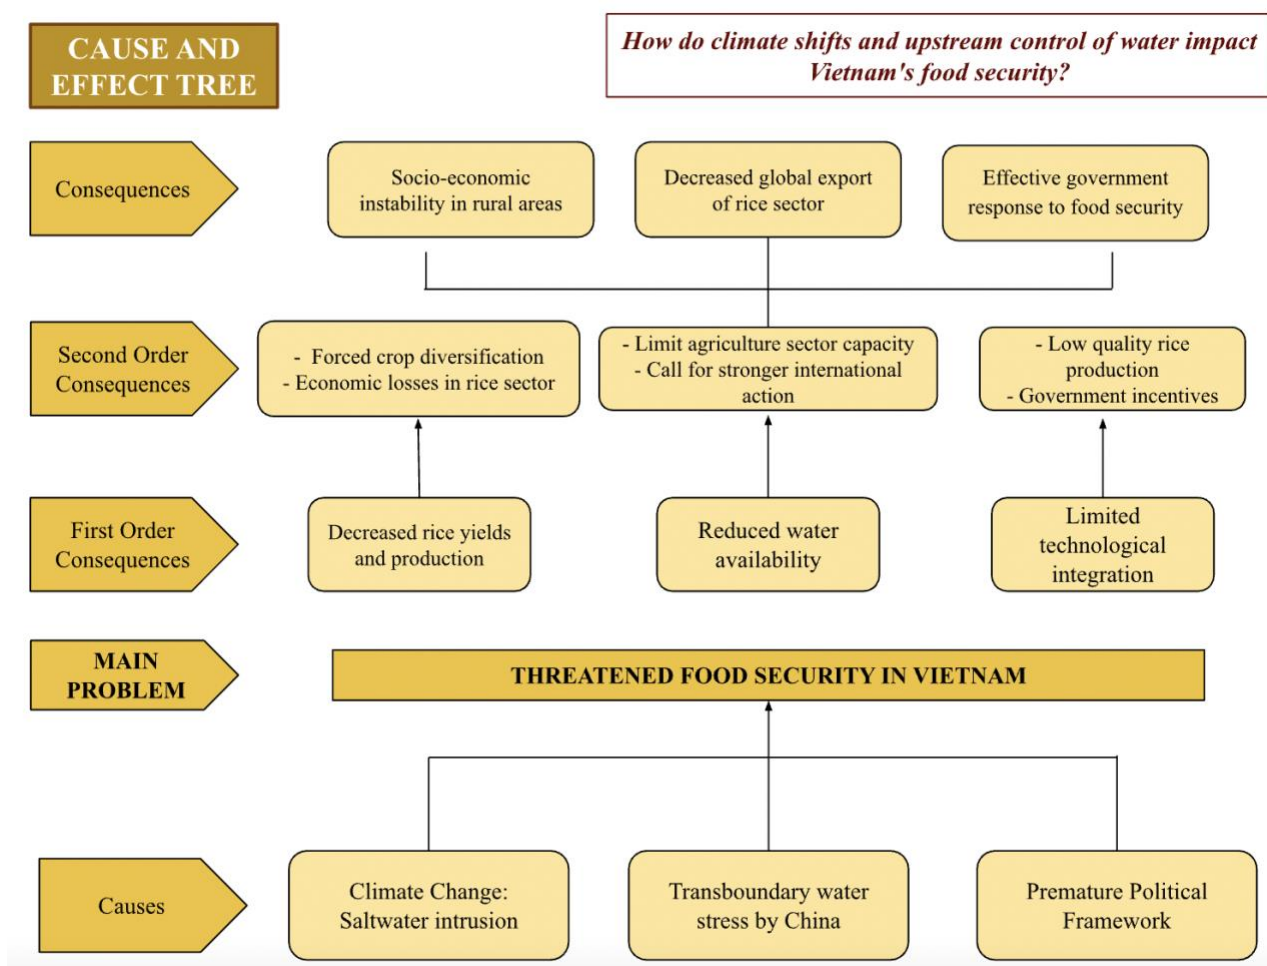 CAUSE AND
EFFECT TREE
How do climate shifts and upstream control of water impact
Vietnam's food security?
Consequences
Socio-economic
instability in rural areas
Decreased global export
of rice sector
Effective government
response to food security
Second Order
Consequences
- Forced crop diversification
- Economic losses in rice sector
- Limit agriculture sector capacity
- Call for stronger international
action
- Low quality rice
production
- Government incentives
First Order
Consequences
Decreased rice yields
and production
Reduced water
availability
Limited
technological
integration
MAIN
PROBLEM
THREATENED FOOD SECURITY IN VIETNAM
Causes
Climate Change:
Saltwater intrusion
Transboundary water
stress by China
Premature Political
Framework